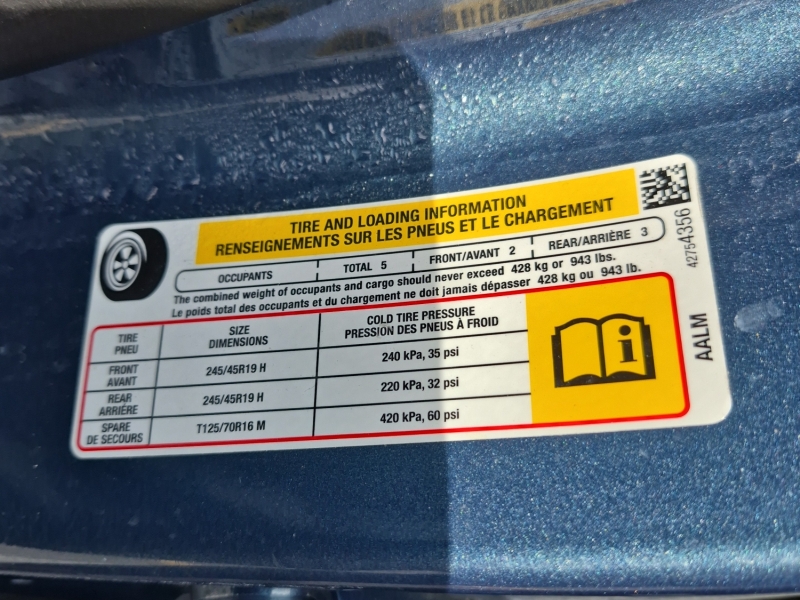 TIRE AND LOADING INFORMATION
RENSEIGNEMENTS SUR LES PNEUS ET LE CHARGEMENT
OCCUPANTS TOTAL 5 FRONT/AVANT 2 REAR/ARRIÈRE 3
The combined weight of occupants and cargo should never exceed 428 kg or 943 lbs.
Le poids total des occupants et du chargement ne doit jamais dépasser 428 kg ou 943 lb.
TIRE
PNEU
SIZE
DIMENSIONS
COLD TIRE PRESSURE
PRESSION DES PNEUS À FROID
FRONT
AVANT
245/45R19 H
240 kPa, 35 psi
REAR
ARRIÈRE
245/45R19 H
220 kPa, 32 psi
SPARE
DE SECOURS
T125/70R16 M
420 kPa, 60 psi
i
42754356
AALM